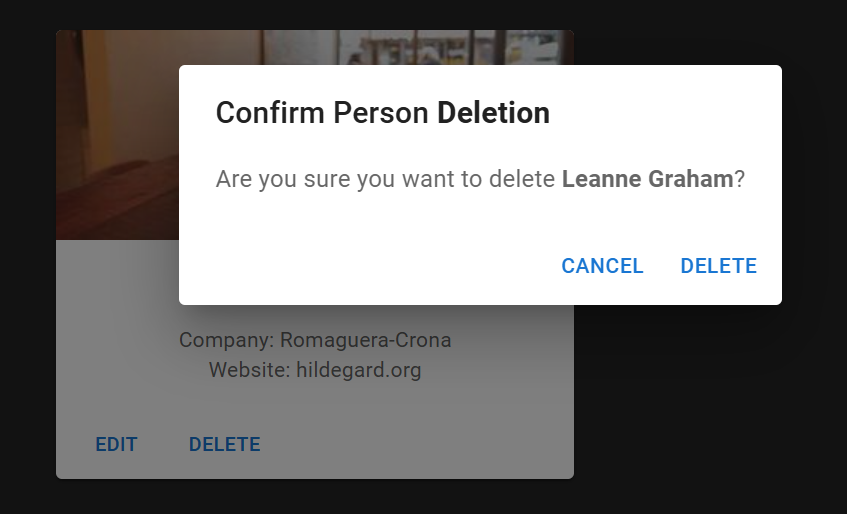 Confirm Person Deletion
Are you sure you want to delete Leanne Graham?
CANCEL DELETE
Company: Romaguera-Crona
Website: hildegard.org
EDIT DELETE